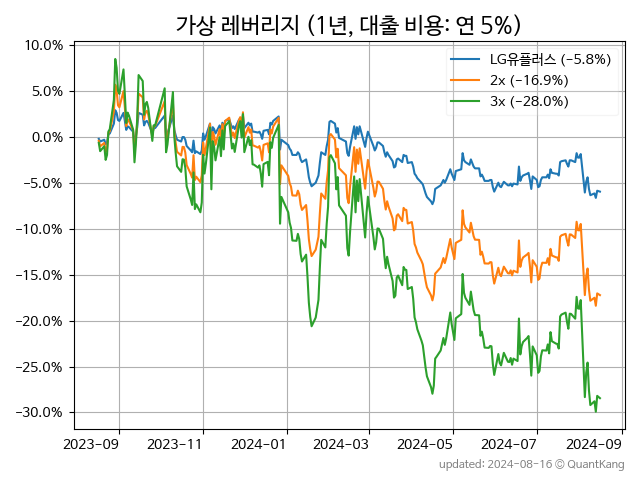 가상 레버리지 (1년, 대출 비용: 연 5%)
LG유플러스 (−5.8%)
2x (−16.9%)
3x (−28.0%)
10.0%
5.0%
0.0%
−5.0%
−10.0%
−15.0%
−20.0%
−25.0%
−30.0%
2023-09 2023-11 2024-01 2024-03 2024-05 2024-07 2024-09
updated: 2024-08-16 © QuantKang